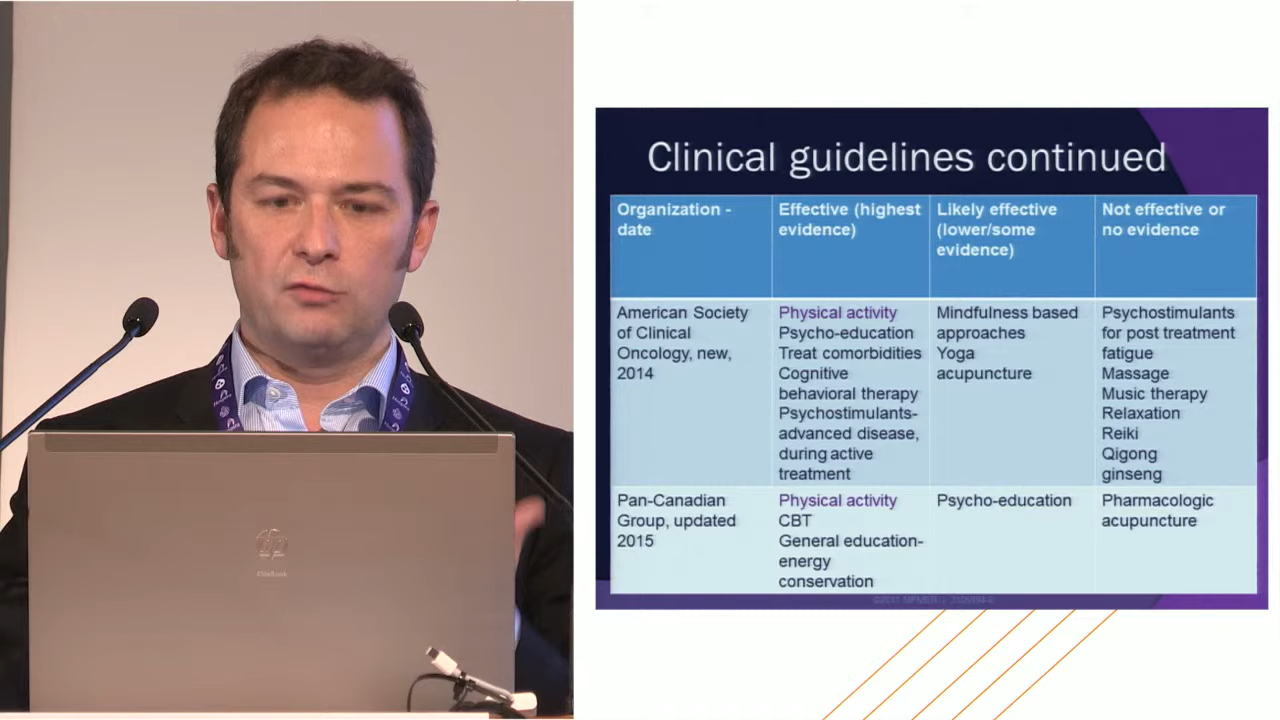 Clinical guidelines continued
Organization -
date
Effective (highest
evidence)
Likely effective
(lower/some
evidence)
Not effective or
no evidence
American Society
of Clinical
Oncology, new,
2014
Physical activity
Psycho-education
Treat comorbidities
Cognitive
behavioral therapy
Psychostimulants-
advanced disease,
during active
treatment
Mindfulness based
approaches
Yoga
acupuncture
Psychostimulants
for post treatment
fatigue
Massage
Music therapy
Relaxation
Reiki
Qigong
ginseng
Pan-Canadian
Group, updated
2015
Physical activity
CBT
General education-
energy
conservation
Psycho-education
Pharmacologic
acupuncture